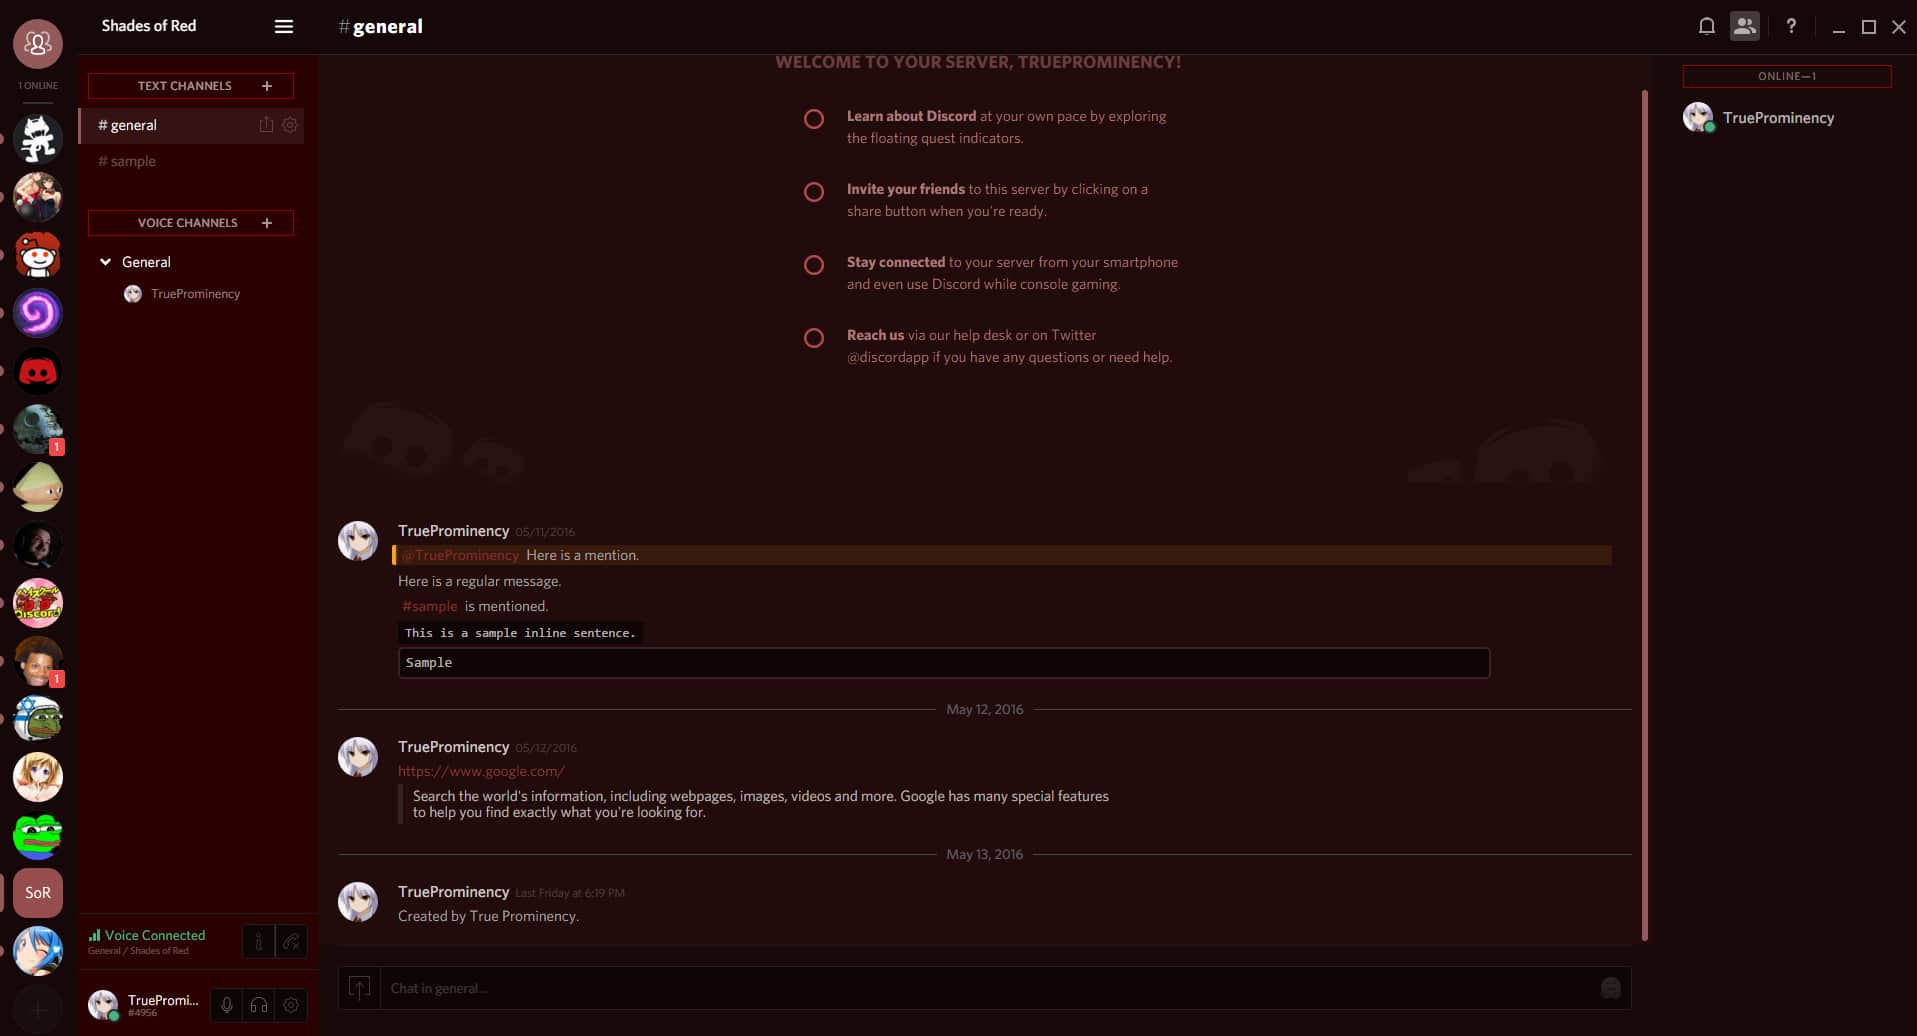 1 ONLINE
1
1
SoR
Shades of Red
TEXT CHANNELS +
# general
# sample
VOICE CHANNELS +
General
TrueProminency
Voice Connected
General / Shades of Red
TruePromi...
#4956
#general
WELCOME TO YOUR SERVER, TRUEPROMINENCY!
Learn about Discord at your own pace by exploring
the floating quest indicators.
Invite your friends to this server by clicking on a
share button when you're ready.
Stay connected to your server from your smartphone
and even use Discord while console gaming.
Reach us via our help desk or on Twitter
@discordapp if you have any questions or need help.
TrueProminency 05/11/2016
@TrueProminency Here is a mention.
Here is a regular message.
#sample is mentioned.
This is a sample inline sentence.
Sample
May 12, 2016
TrueProminency 05/12/2016
https://www.google.com/
Search the world's information, including webpages, images, videos and more. Google has many special features
to help you find exactly what you're looking for.
May 13, 2016
TrueProminency Last Friday at 6:19 PM
Created by True Prominency.
Chat in general...
?
ONLINE—1
TrueProminency